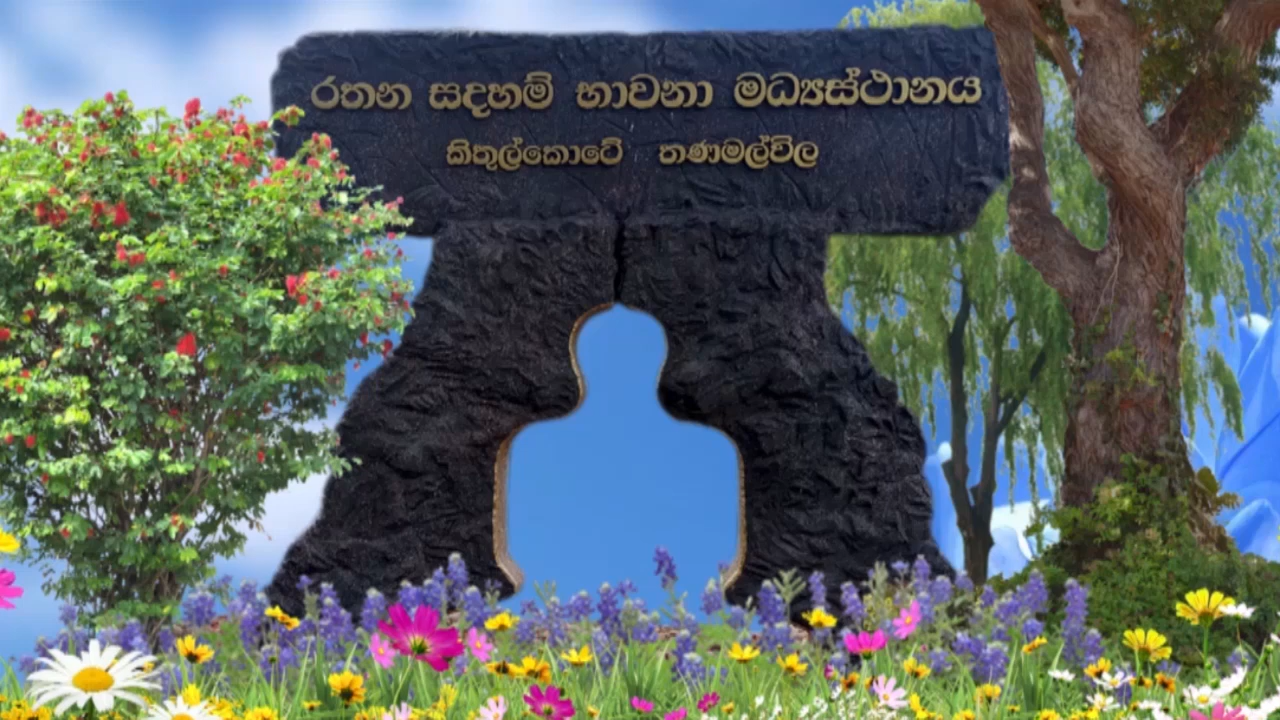 රතන සදහම් භාවනා මධ්‍යස්ථානය
කිතුල්කොටේ තණමල්විල